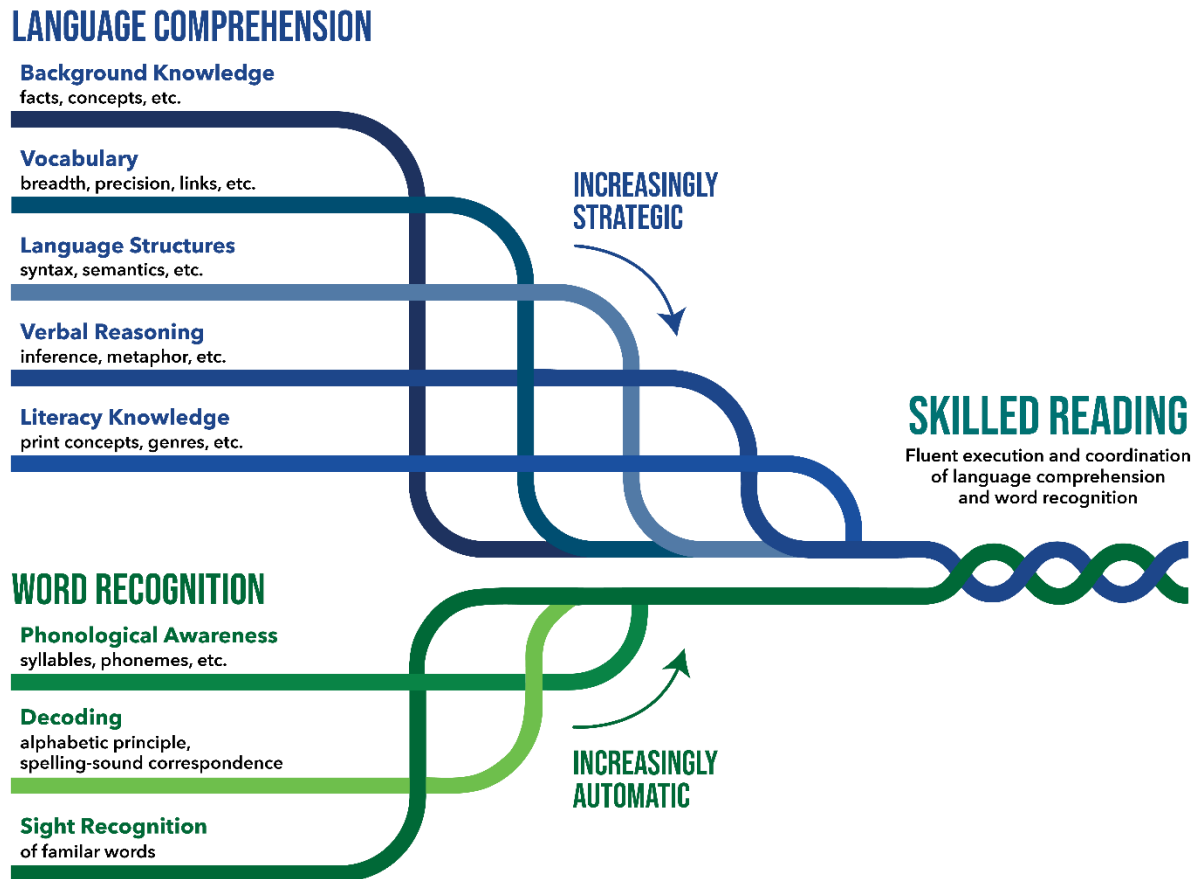 LANGUAGE COMPREHENSION
Background Knowledge
facts, concepts, etc.
Vocabulary
breadth, precision, links, etc.
Language Structures
syntax, semantics, etc.
Verbal Reasoning
inference, metaphor, etc.
Literacy Knowledge
print concepts, genres, etc.
INCREASINGLY
STRATEGIC
SKILLED READING
Fluent execution and coordination
of language comprehension
and word recognition
WORD RECOGNITION
Phonological Awareness
syllables, phonemes, etc.
Decoding
alphabetic principle,
spelling-sound correspondence
Sight Recognition
of familar words
INCREASINGLY
AUTOMATIC